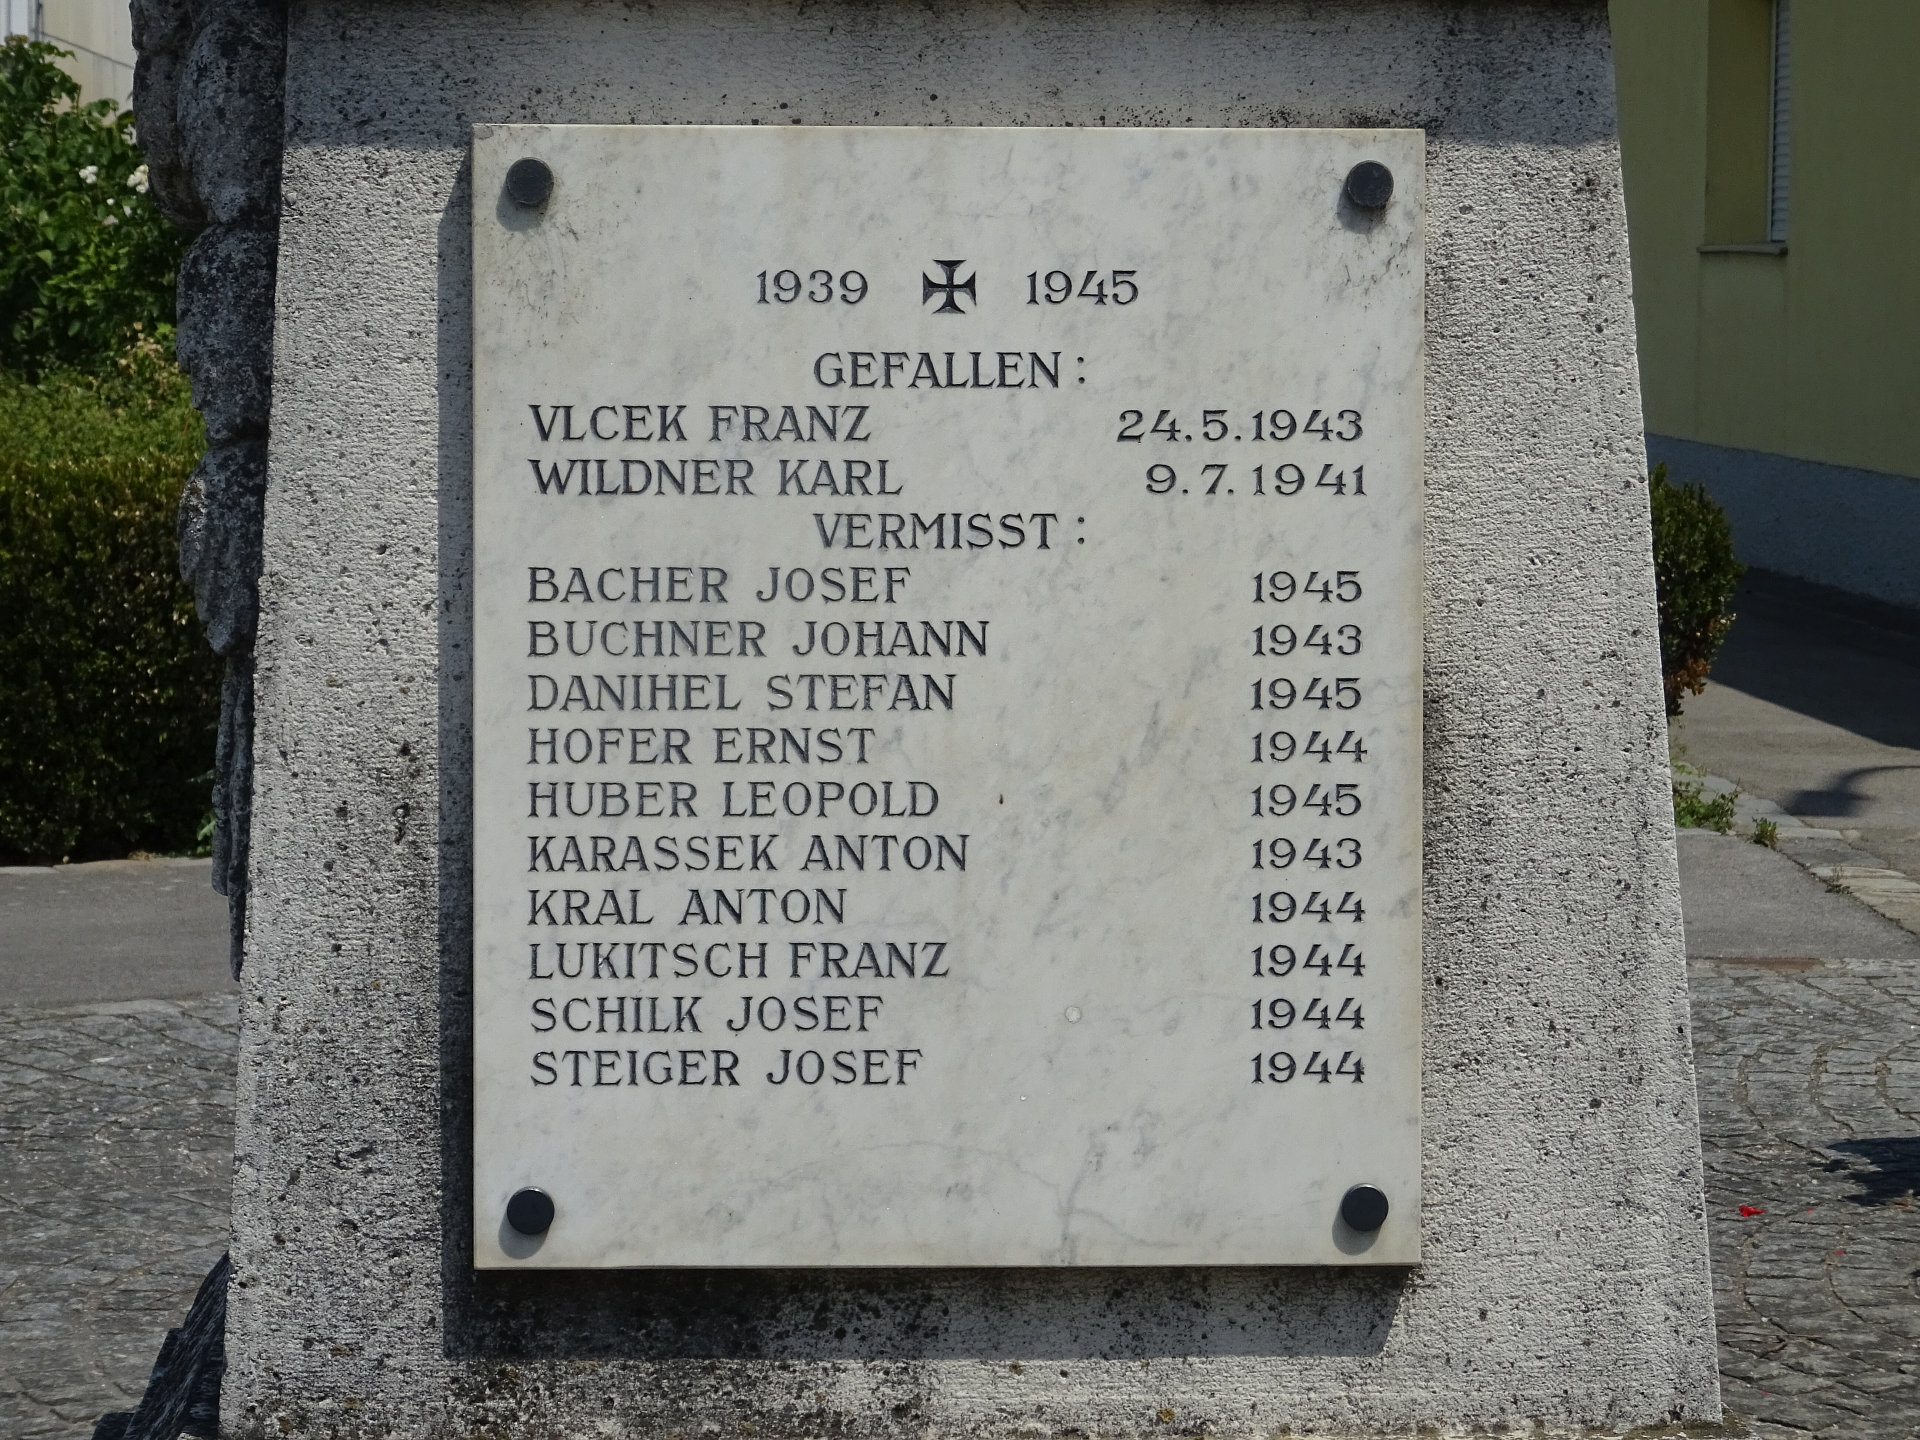 1939 ✠ 1945
GEFALLEN:
VLCEK FRANZ 24.5.1943
WILDNER KARL 9.7.1941
VERMISST:
BACHER JOSEF 1945
BUCHNER JOHANN 1943
DANIHEL STEFAN 1945
HOFER ERNST 1944
HUBER LEOPOLD 1945
KARASSEK ANTON 1943
KRAL ANTON 1944
LUKITSCH FRANZ 1944
SCHILK JOSEF 1944
STEIGER JOSEF 1944